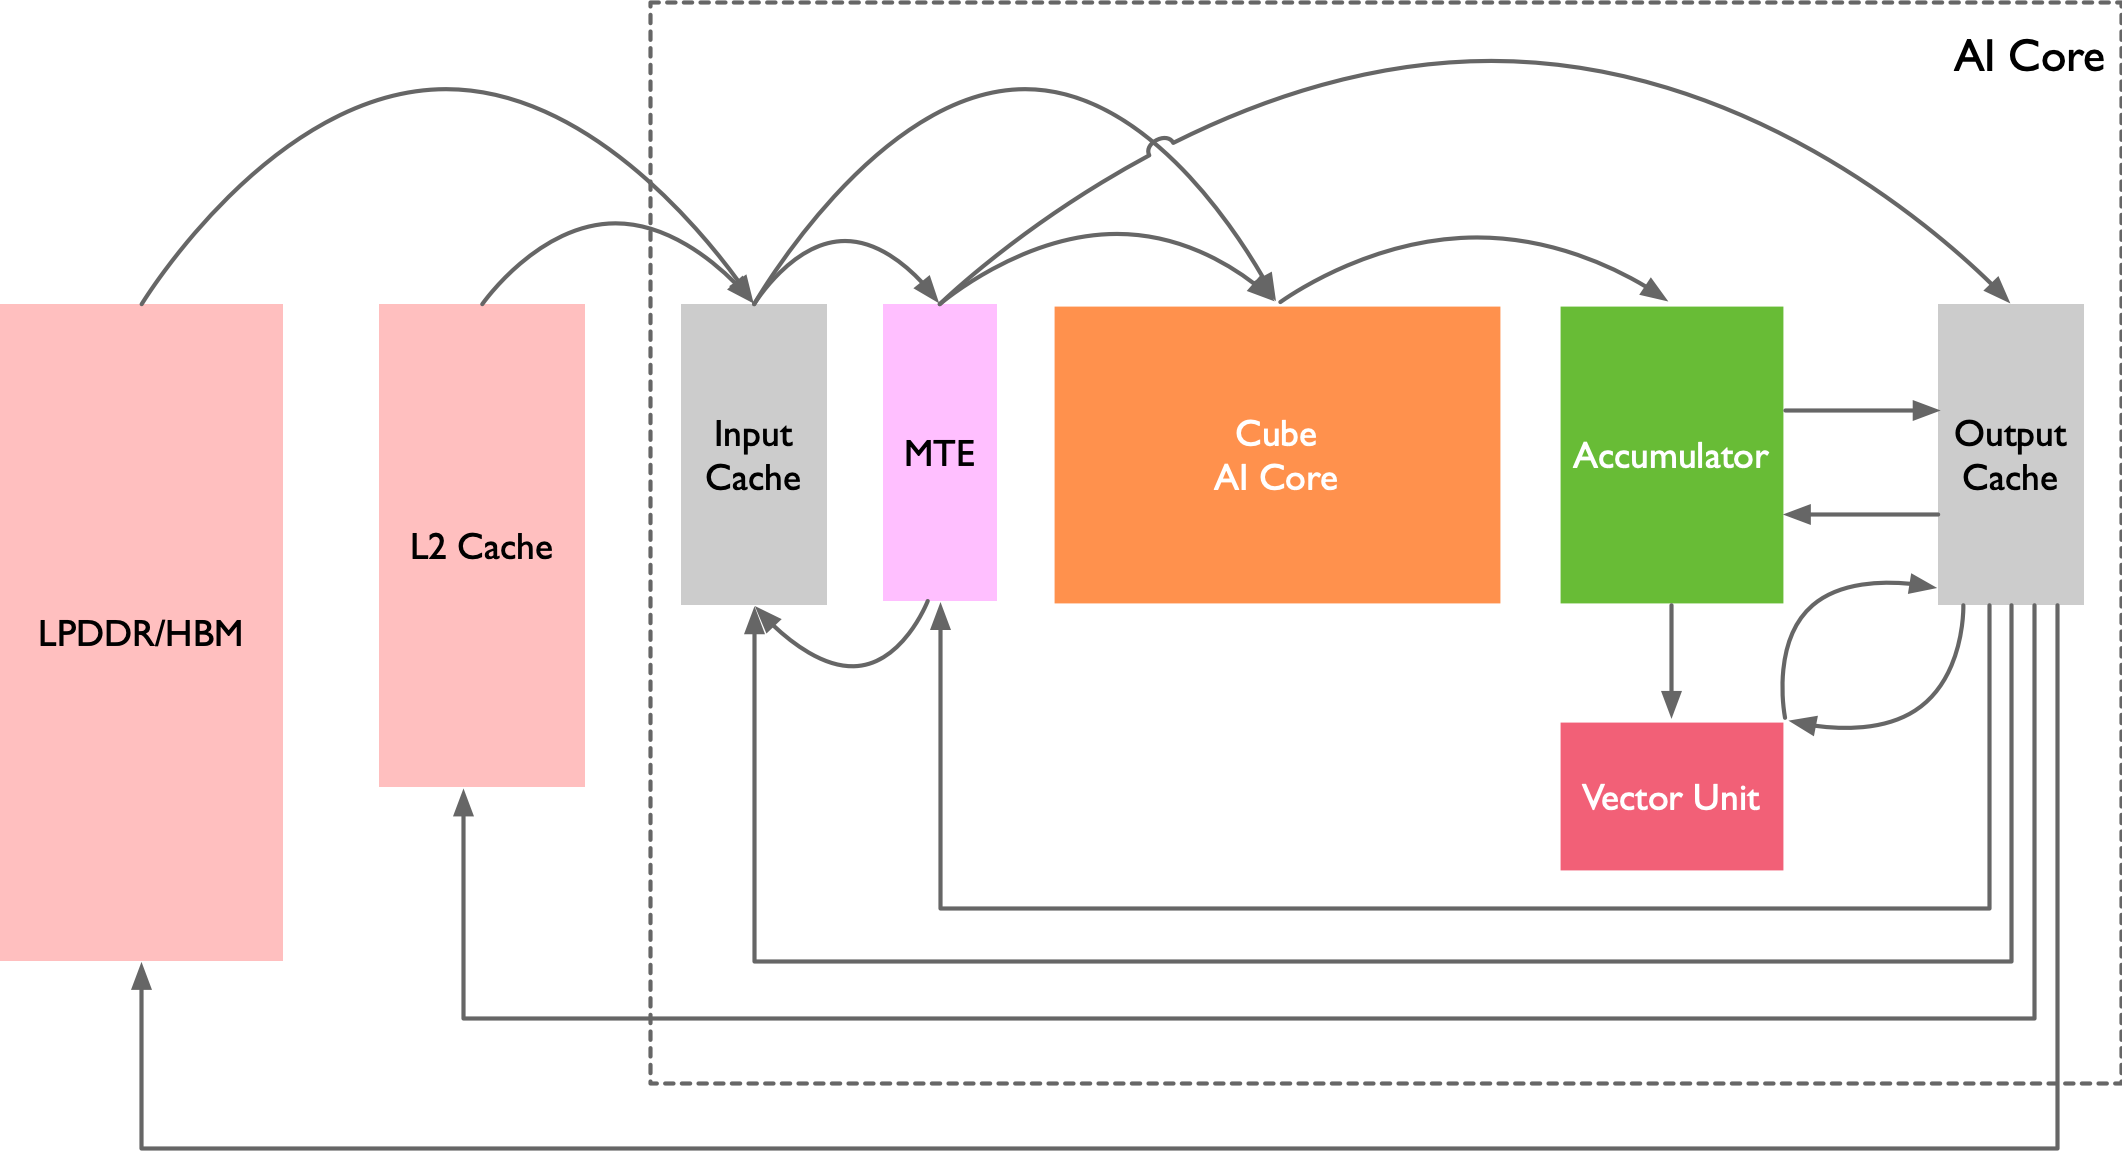 AI Core
LPDDR/HBM
L2 Cache
Input
Cache
MTE
Cube
AI Core
Accumulator
Output
Cache
Vector Unit